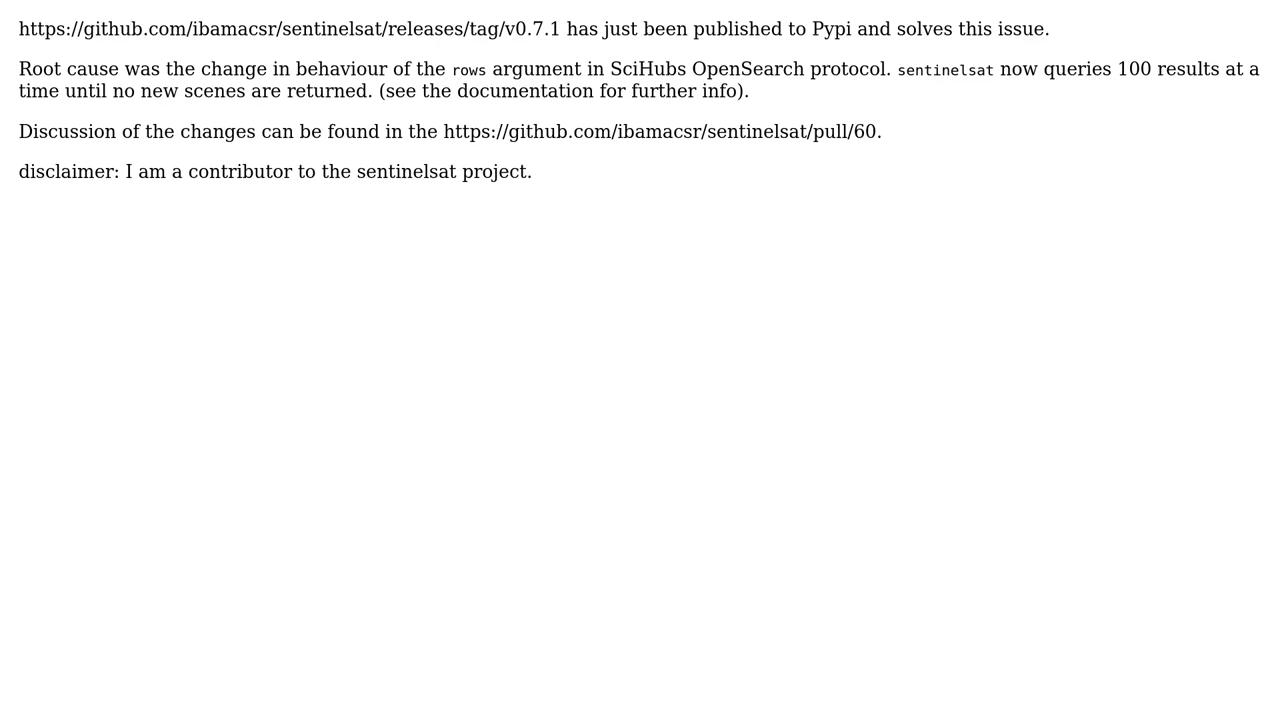 https://github.com/ibamacsr/sentinelsat/releases/tag/v0.7.1 has just been published to Pypi and solves this issue.
Root cause was the change in behaviour of the rows argument in SciHubs OpenSearch protocol. sentinelsat now queries 100 results at a
time until no new scenes are returned. (see the documentation for further info).
Discussion of the changes can be found in the https://github.com/ibamacsr/sentinelsat/pull/60.
disclaimer: I am a contributor to the sentinelsat project.